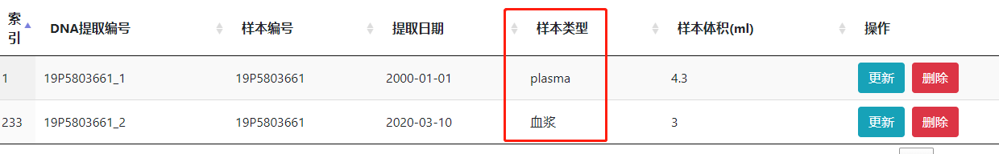 索引 DNA提取编号 样本编号 提取日期 样本类型 样本体积(ml) 操作
1 19P5803661_1 19P5803661 2000-01-01 plasma 4.3 更新 删除
233 19P5803661_2 19P5803661 2020-03-10 血浆 3 更新 删除